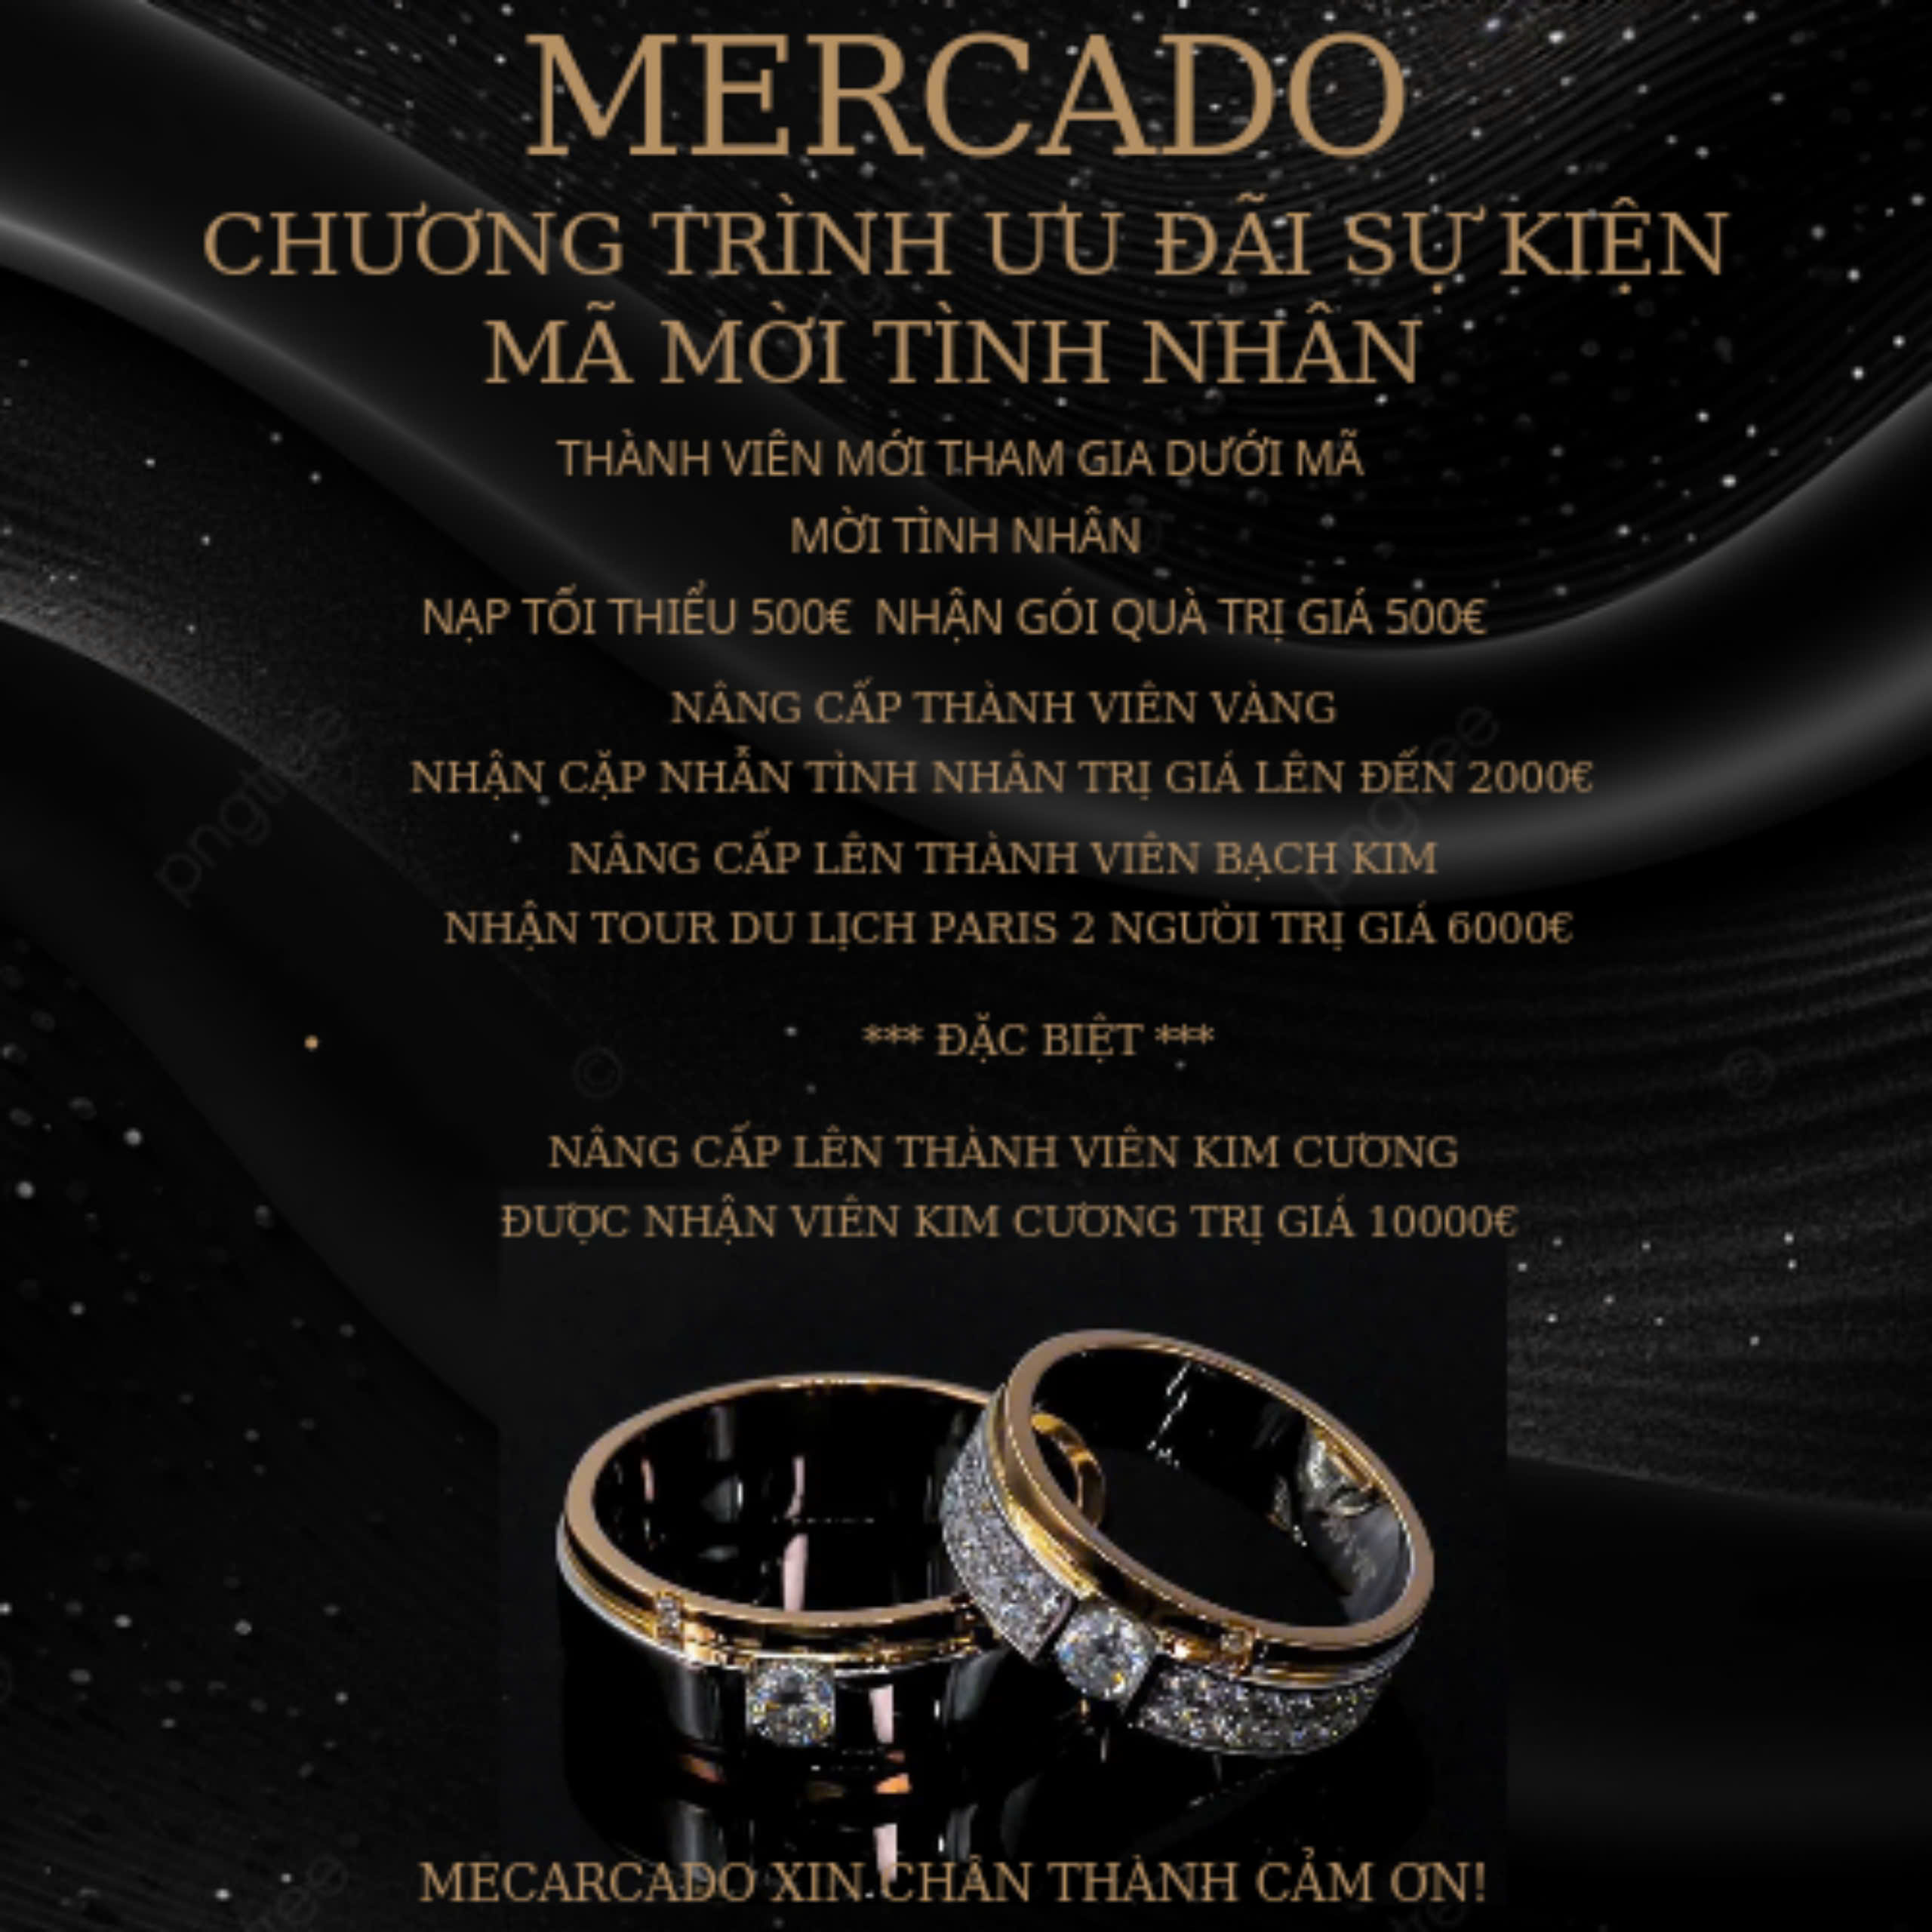 MERCADO
CHƯƠNG TRÌNH ƯU ĐÃI SỰ KIỆN
MÃ MỜI TÌNH NHÂN
THÀNH VIÊN MỚI THAM GIA DƯỚI MÃ
MỜI TÌNH NHÂN
NẠP TỐI THIỂU 500€ NHẬN GÓI QUÀ TRỊ GIÁ 500€
NÂNG CẤP THÀNH VIÊN VÀNG
NHẬN CẶP NHẪN TÌNH NHÂN TRỊ GIÁ LÊN ĐẾN 2000€
NÂNG CẤP LÊN THÀNH VIÊN BẠCH KIM
NHẬN TOUR DU LỊCH PARIS 2 NGƯỜI TRỊ GIÁ 6000€
*** ĐẶC BIỆT ***
NÂNG CẤP LÊN THÀNH VIÊN KIM CƯƠNG
ĐƯỢC NHẬN VIÊN KIM CƯƠNG TRỊ GIÁ 10000€
MECARCADO XIN CHÂN THÀNH CẢM ƠN!
pngtree
pngtree
pngtree